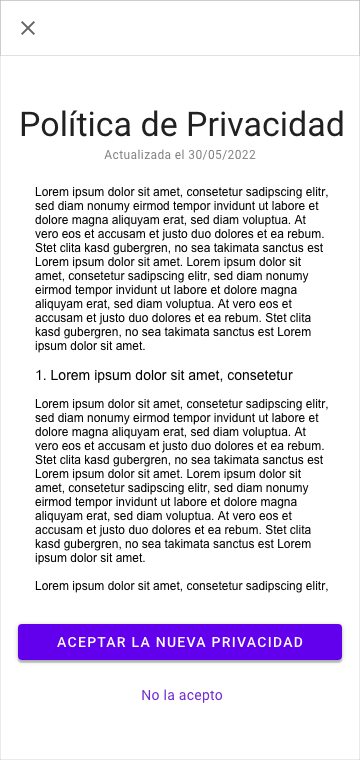 Política de Privacidad
Actualizada el 30/05/2022
Lorem ipsum dolor sit amet, consetetur sadipscing elitr,
sed diam nonumy eirmod tempor invidunt ut labore et
dolore magna aliquyam erat, sed diam voluptua. At
vero eos et accusam et justo duo dolores et ea rebum.
Stet clita kasd gubergren, no sea takimata sanctus est
Lorem ipsum dolor sit amet. Lorem ipsum dolor sit
amet, consetetur sadipscing elitr, sed diam nonumy
eirmod tempor invidunt ut labore et dolore magna
aliquyam erat, sed diam voluptua. At vero eos et
accusam et justo duo dolores et ea rebum. Stet clita
kasd gubergren, no sea takimata sanctus est Lorem
ipsum dolor sit amet.
1. Lorem ipsum dolor sit amet, consetetur
Lorem ipsum dolor sit amet, consetetur sadipscing elitr,
sed diam nonumy eirmod tempor invidunt ut labore et
dolore magna aliquyam erat, sed diam voluptua. At
vero eos et accusam et justo duo dolores et ea rebum.
Stet clita kasd gubergren, no sea takimata sanctus est
Lorem ipsum dolor sit amet. Lorem ipsum dolor sit
amet, consetetur sadipscing elitr, sed diam nonumy
eirmod tempor invidunt ut labore et dolore magna
aliquyam erat, sed diam voluptua. At vero eos et
accusam et justo duo dolores et ea rebum. Stet clita
kasd gubergren, no sea takimata sanctus est Lorem
ipsum dolor sit amet.
Lorem ipsum dolor sit amet, consetetur sadipscing elitr,
ACEPTAR LA NUEVA PRIVACIDAD
No la acepto